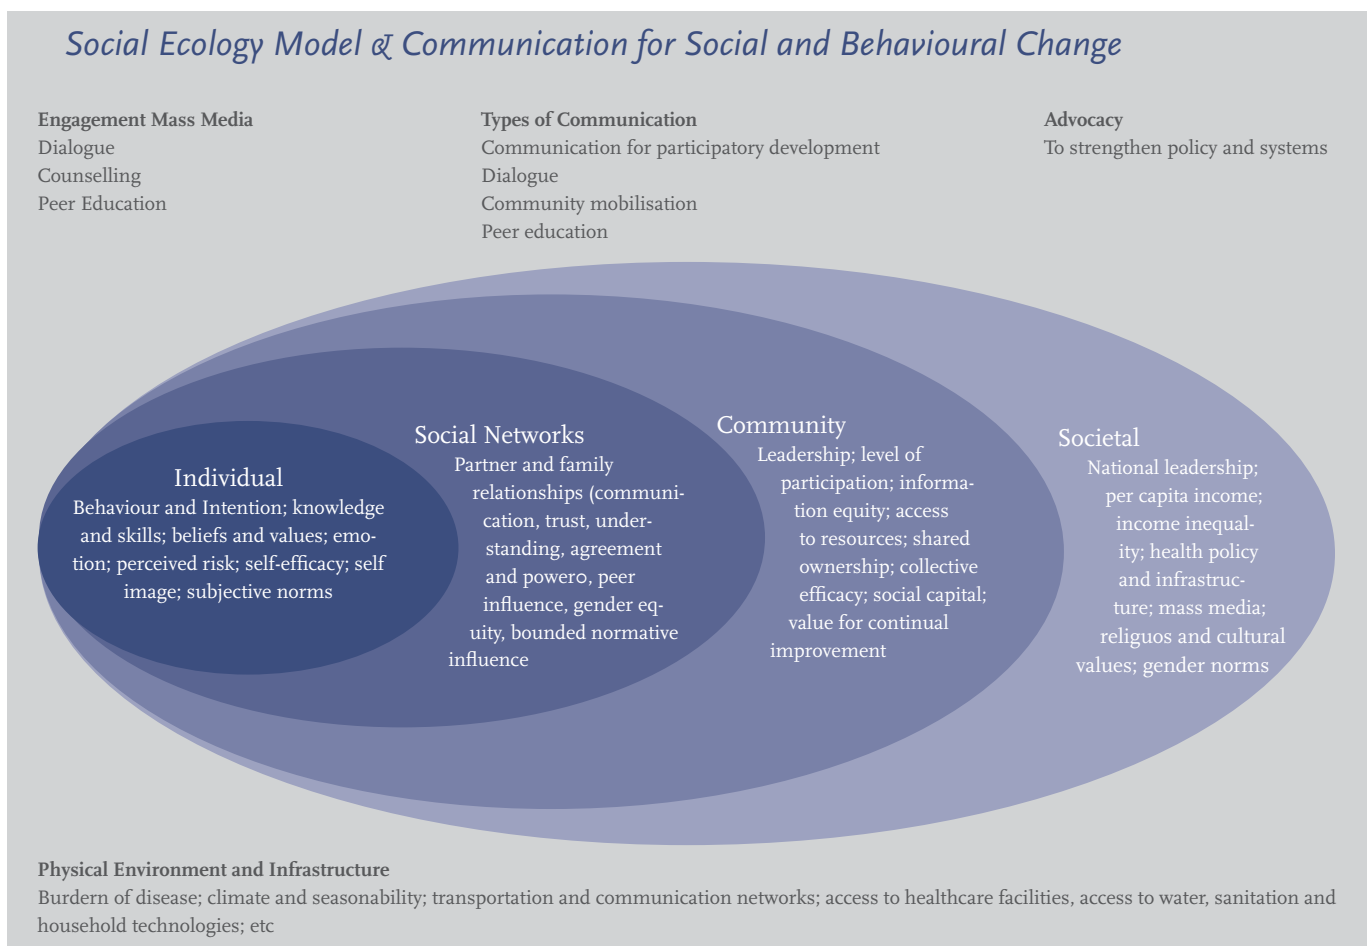 Social Ecology Model & Communication for Social and Behavioural Change
Engagement Mass Media
Dialogue
Counselling
Peer Education
Types of Communication
Communication for participatory development
Dialogue
Community mobilisation
Peer education
Advocacy
To strengthen policy and systems
Individual
Behaviour and Intention; knowledge
and skills; beliefs and values; emo-
tion; perceived risk; self-efficacy; self
image; subjective norms
Social Networks
Partner and family
relationships (communi-
cation, trust, under-
standing, agreement
and power0, peer
influence, gender eq-
uity, bounded normative
influence
Community
Leadership; level of
participation; informa-
tion equity; access
to resources; shared
ownership; collective
efficacy; social capital;
value for continual
improvement
Societal
National leadership;
per capita income;
income inequal-
ity; health policy
and infrastruc-
ture; mass media;
religuos and cultural
values; gender norms
Physical Environment and Infrastructure
Burdern of disease; climate and seasonability; transportation and communication networks; access to healthcare facilities, access to water, sanitation and
household technologies; etc